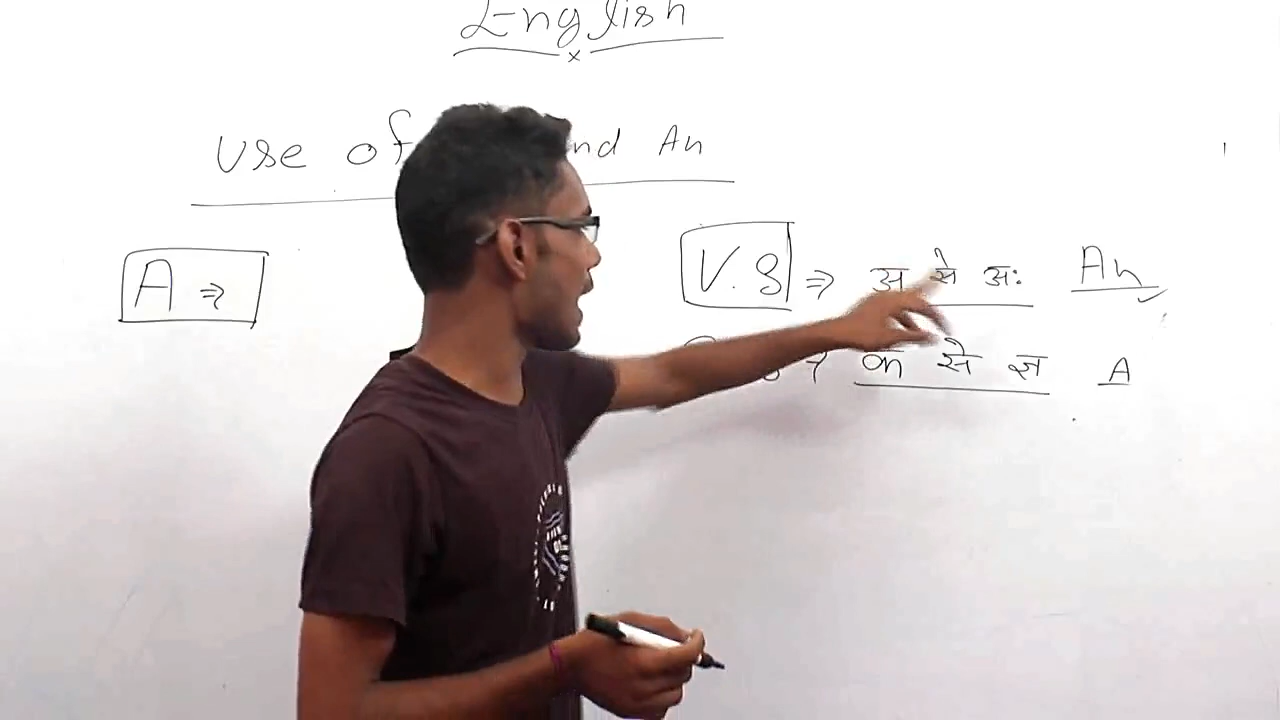 English
use of nd An
A ⇒
V.S ⇒ अ से अः An
क से ज्ञ A